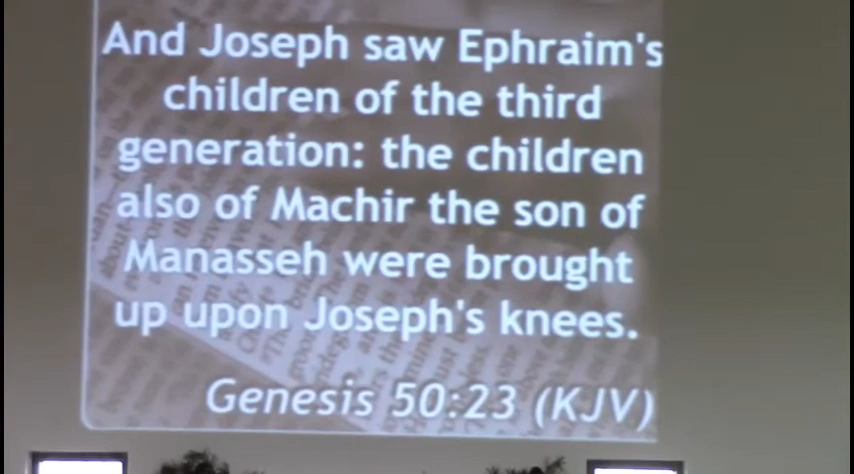 And Joseph saw Ephraim's
children of the third
generation: the children
also of Machir the son of
Manasseh were brought
up upon Joseph's knees.
Genesis 50:23 (KJV)